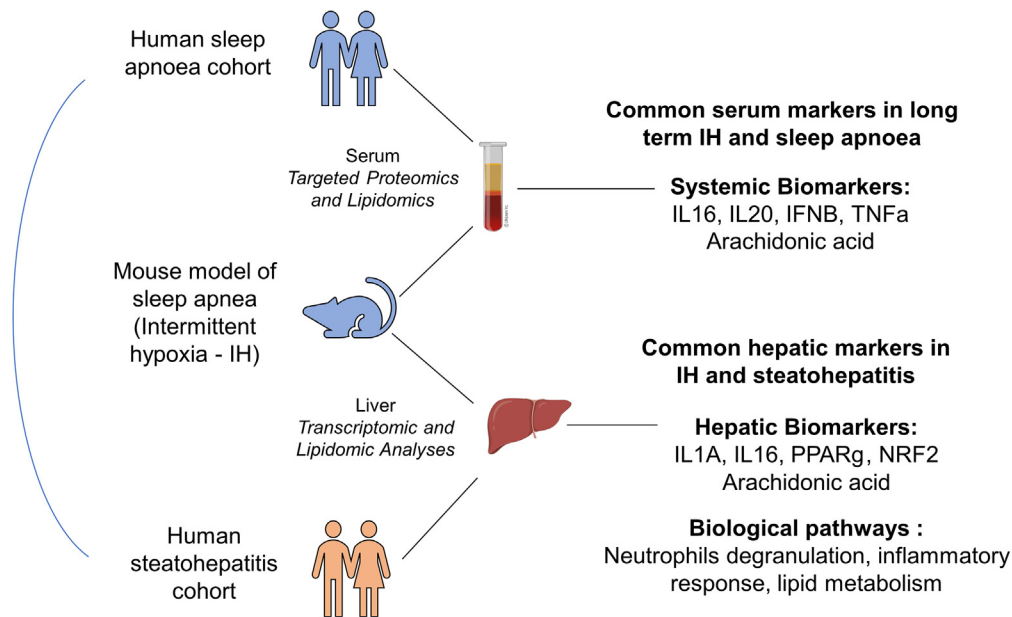 Human sleep
apnoea cohort
Serum
Targeted Proteomics
and Lipidomics
Common serum markers in long
term IH and sleep apnoea
Systemic Biomarkers:
IL16, IL20, IFNB, TNFa
Arachidonic acid
Mouse model of
sleep apnea
(Intermittent
hypoxia - IH)
Liver
Transcriptomic and
Lipidomic Analyses
Common hepatic markers in
IH and steatohepatitis
Hepatic Biomarkers:
IL1A, IL16, PPARg, NRF2
Arachidonic acid
Human
steatohepatitis
cohort
Biological pathways :
Neutrophils degranulation, inflammatory
response, lipid metabolism